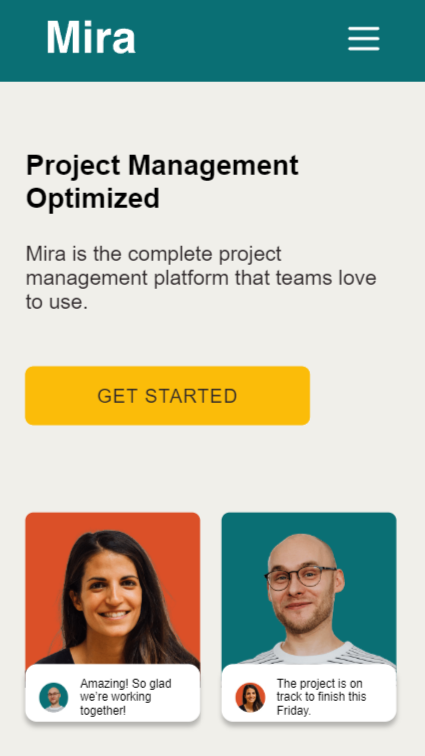 Mira
Project Management
Optimized
Mira is the complete project
management platform that teams love
to use.
GET STARTED
Amazing! So glad
we're working
together!
The project is on
track to finish this
Friday.